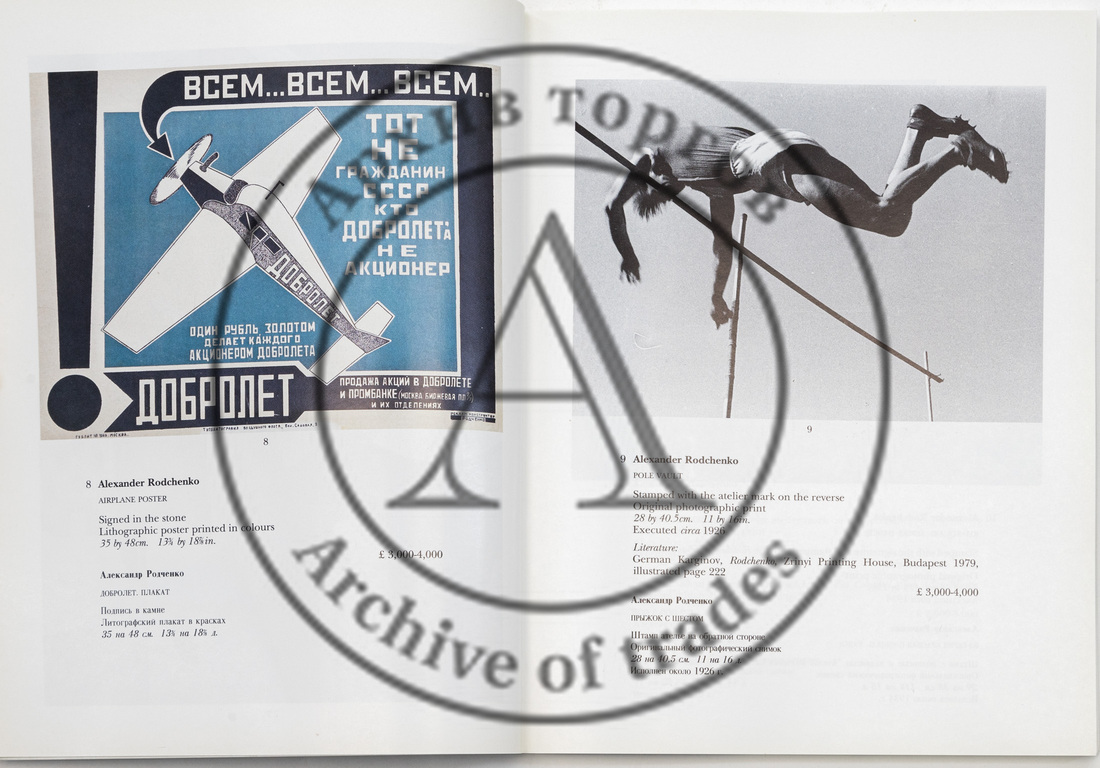 ВСЕМ...ВСЕМ...ВСЕМ...
ТОТ
НЕ
ГРАЖДАНИН
СССР
КТО
ДОБРОЛЕТА
НЕ
АКЦИОНЕР
ДОБРОЛЕТ
ОДИН РУБЛЬ ЗОЛОТОМ
ДЕЛАЕТ КАЖДОГО
АКЦИОНЕРОМ ДОБРОЛЕТА
ДОБРОЛЕТ
ПРОДАЖА АКЦИЙ В ДОБРОЛЕТЕ
И ПРОМБАНКЕ (МОСКВА БИРЖЕВАЯ ПЛ.
И ИХ ОТДЕЛЕНИЯХ
8
8 Alexander Rodchenko
AIRPLANE POSTER
Signed in the stone
Lithographic poster printed in colours
35 by 48cm. 13¾ by 18⅞in.
£ 3,000-4,000
Александр Родченко
ДОБРОЛЕТ. ПЛАКАТ
Подпись в камне
Литографский плакат в красках
35 на 48 см. 13¾ на 18⅞ л.
9
9 Alexander Rodchenko
POLE VAULT
Stamped with the atelier mark on the reverse
Original photographic print
28 by 40.5cm. 11 by 16in.
Executed circa 1926
Literature:
German Karginov, Rodchenko, Zrinyi Printing House, Budapest 1979,
illustrated page 222
£ 3,000-4,000
Александр Родченко
ПРЫЖОК С ШЕСТОМ
Штамп ателье на обратной стороне
Оригинальный фотографический снимок
28 на 40.5 см. 11 на 16 л.
Исполнен около 1926 г.
Архив торгов
A
Archive of trades